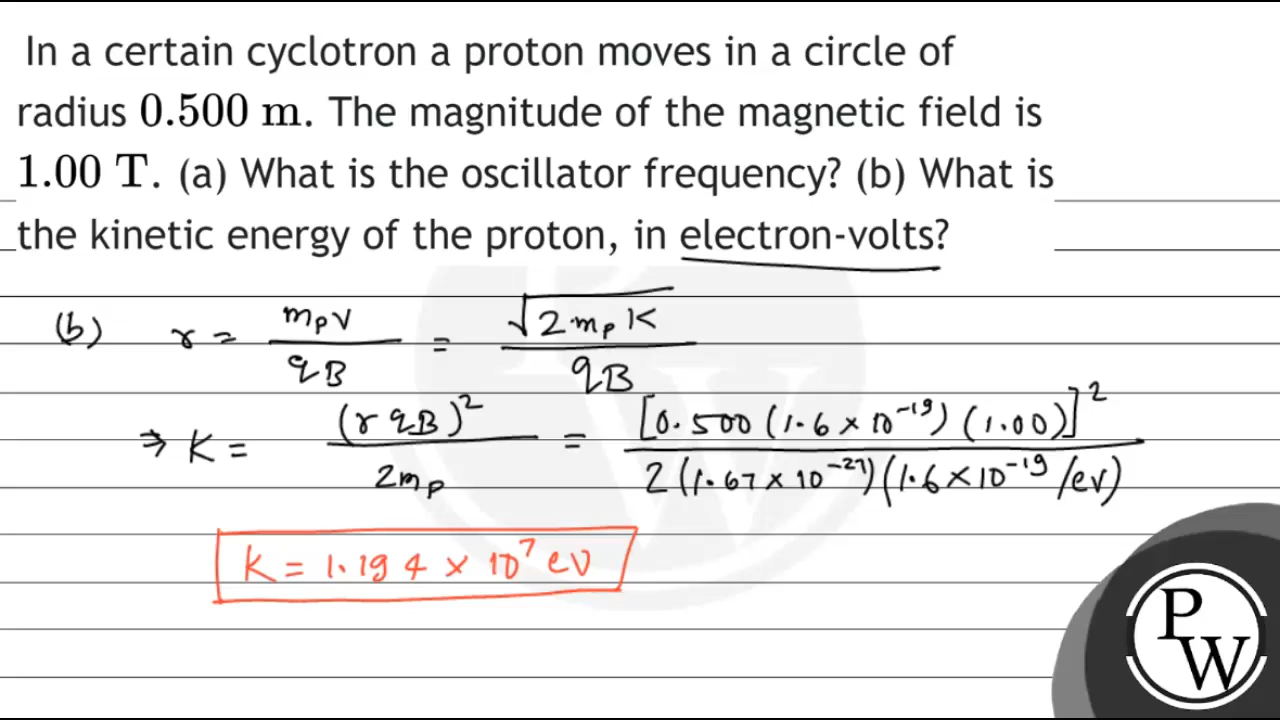 In a certain cyclotron a proton moves in a circle of
radius 0.500 m. The magnitude of the magnetic field is
1.00 T. (a) What is the oscillator frequency? (b) What is
the kinetic energy of the proton, in electron-volts?
(b) r = mₚv / qB = √(2mₚK) / qB
⇒ K = (rqB)² / 2mₚ = [0.500 (1.6 × 10⁻¹⁹) (1.00)]² / 2(1.67 × 10⁻²⁷)(1.6 × 10⁻¹⁹/ev)
K = 1.194 × 10⁷ ev
PW